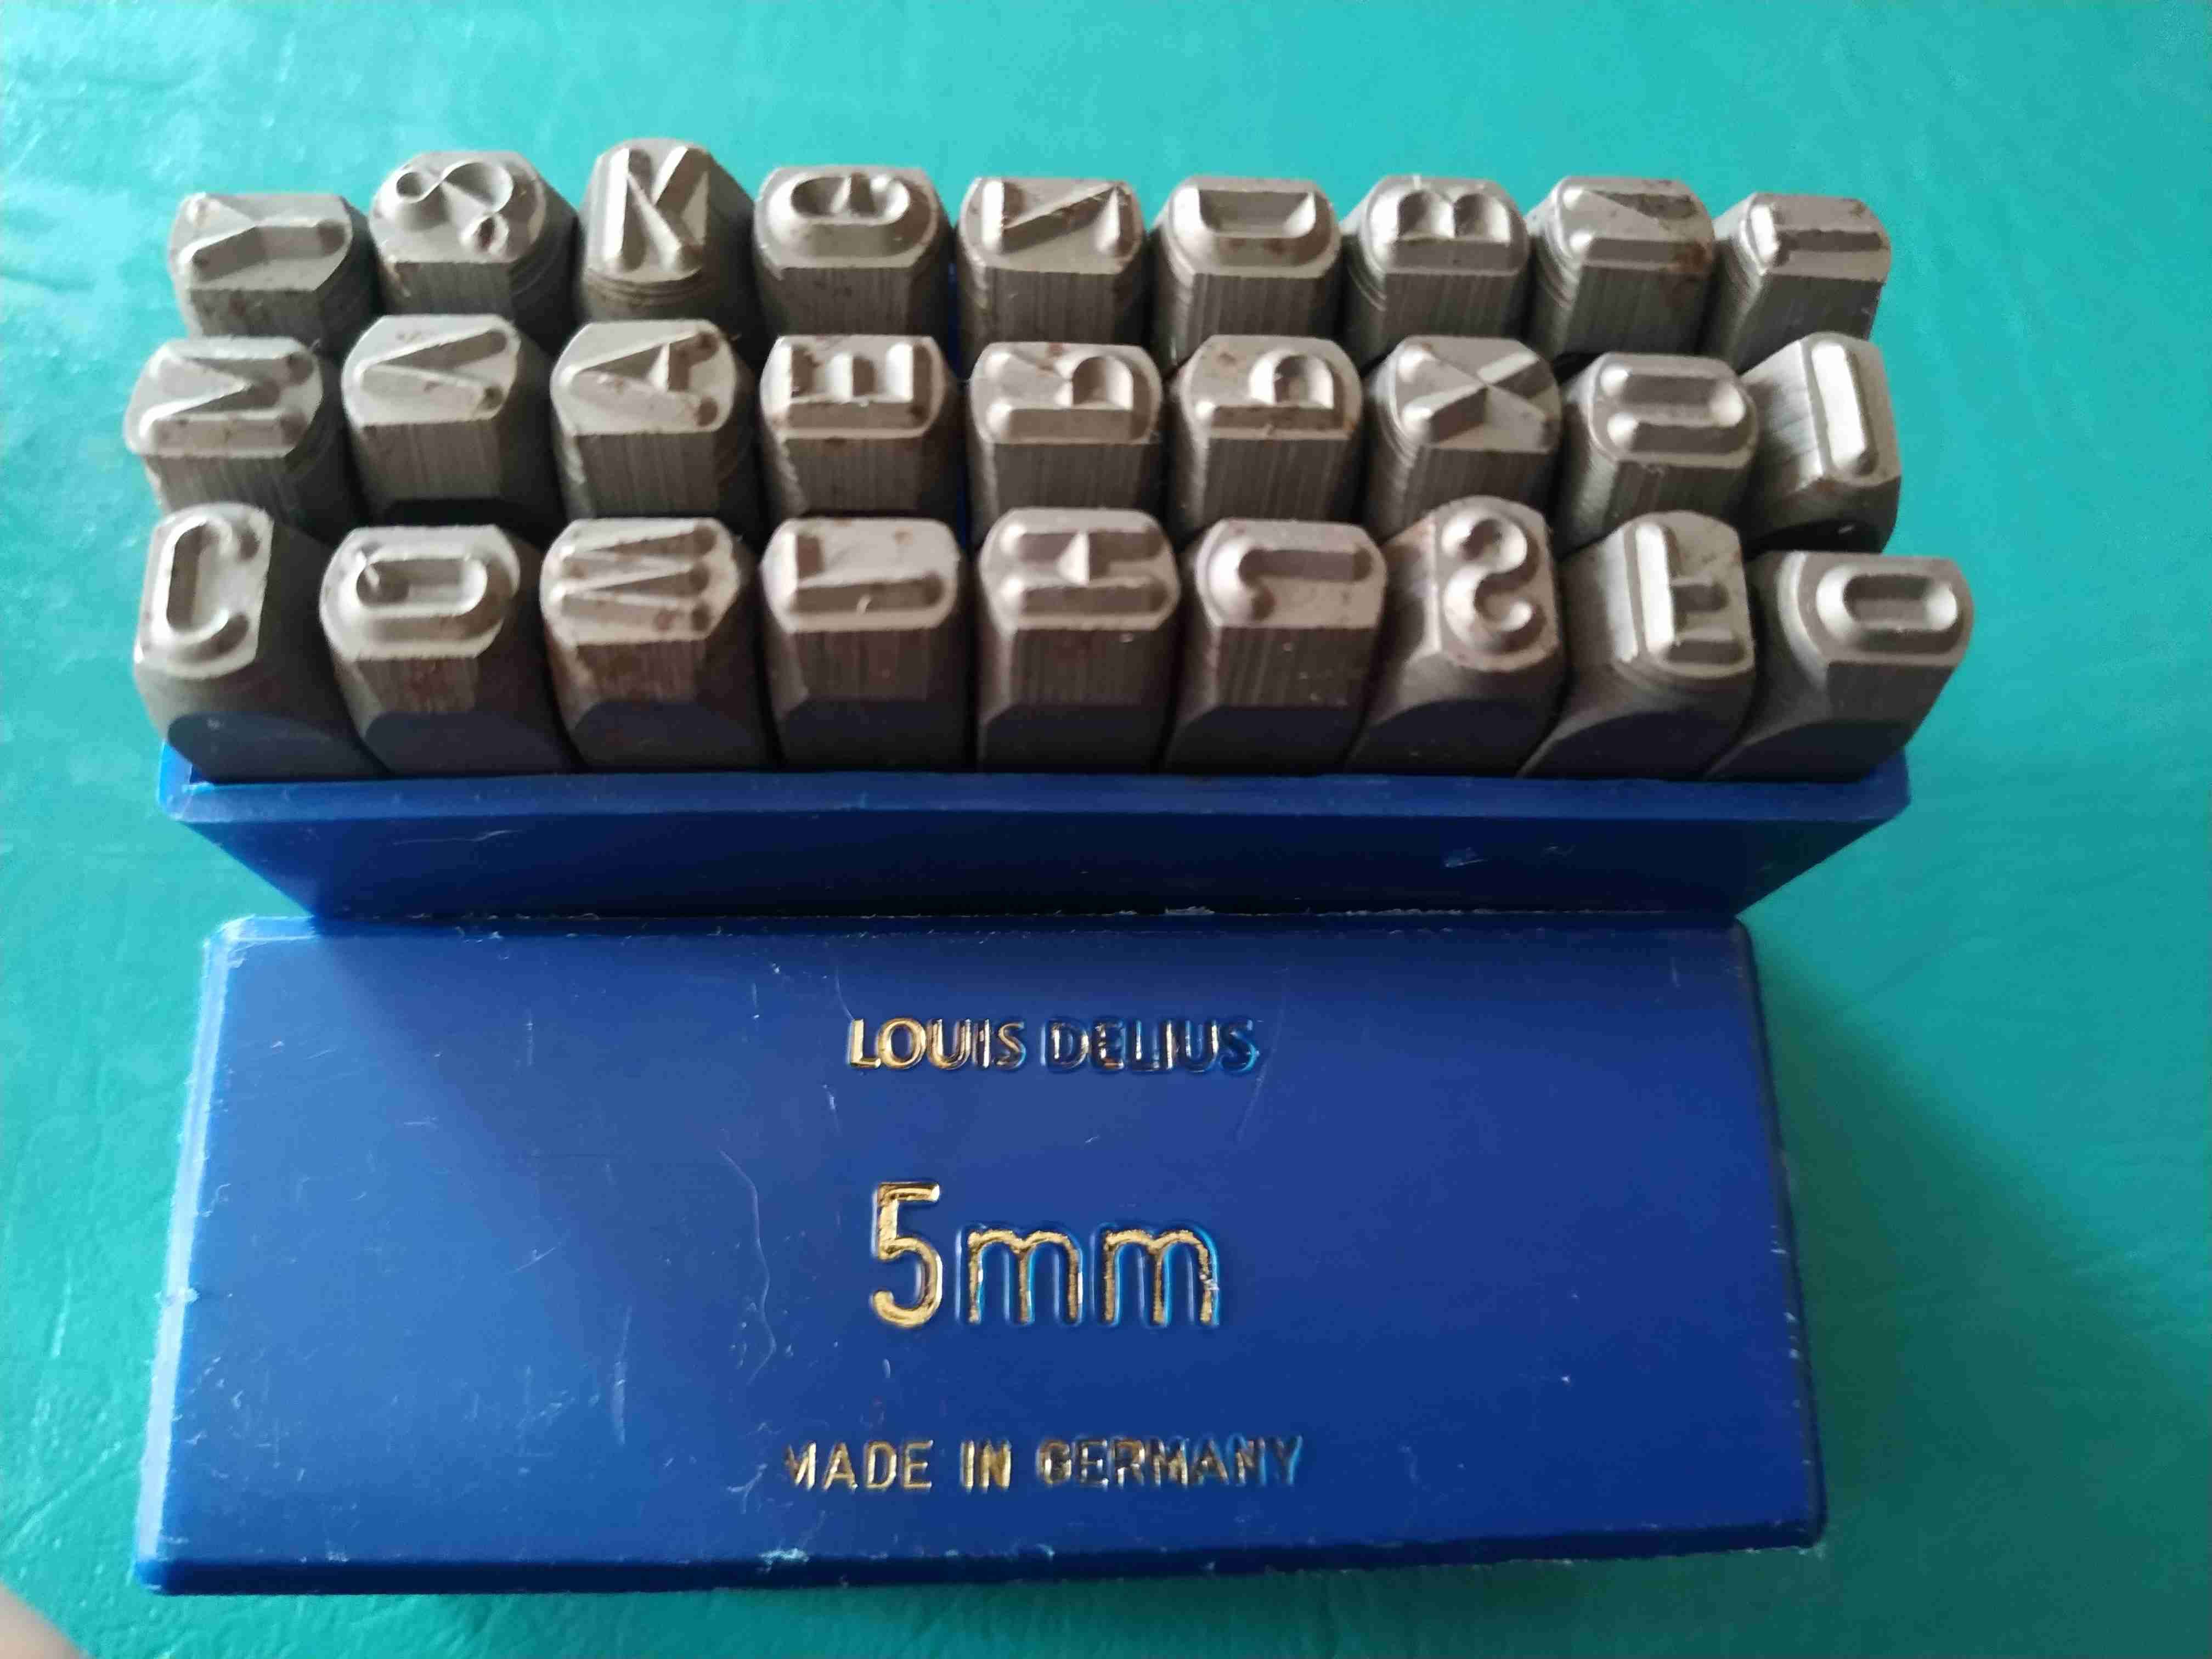 Y & K G Z U B N T
M V A E R P X D I
C Q W L H J S F O
LOUIS DELIUS
5mm
MADE IN GERMANY